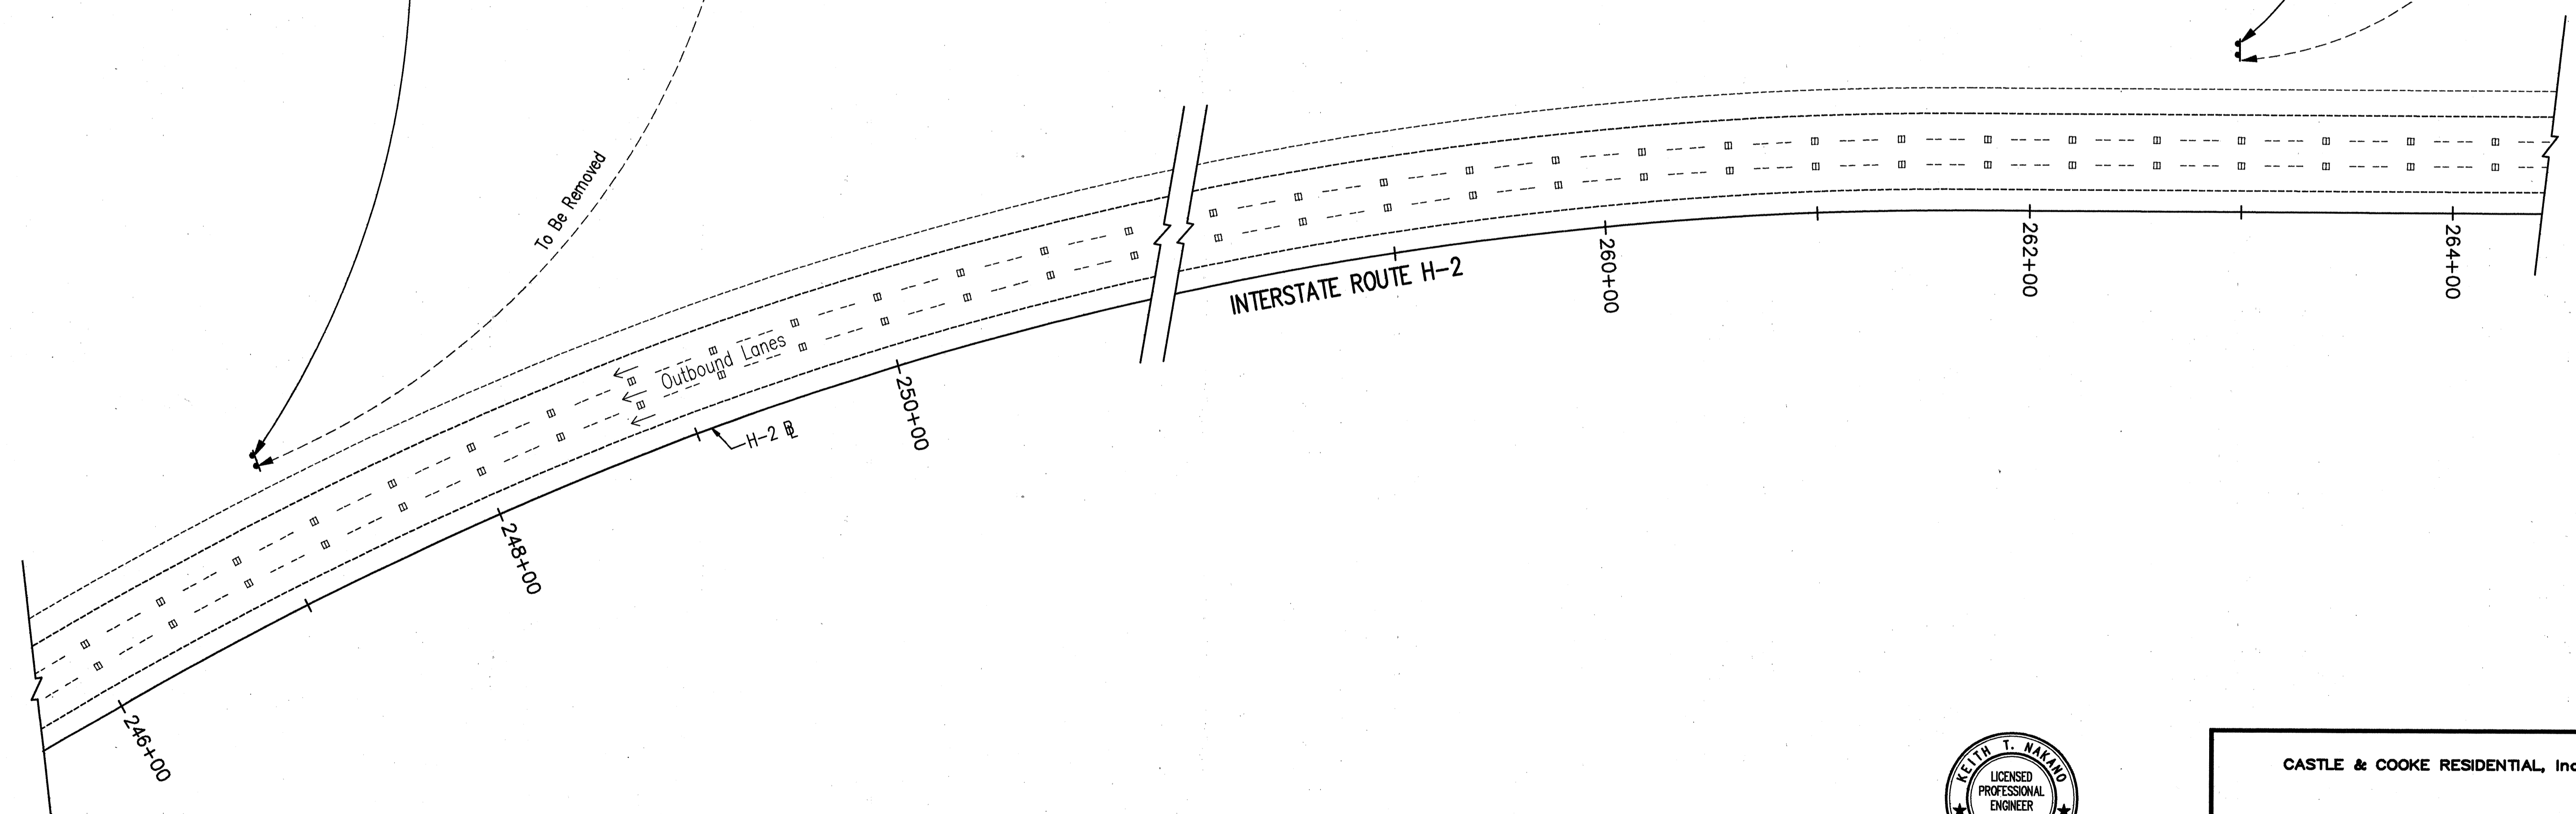 To Be Removed
Outbound Lanes
H-2 BL
INTERSTATE ROUTE H-2
246+00
248+00
250+00
260+00
262+00
264+00
KEITH T. NAKANO
LICENSED
PROFESSIONAL
ENGINEER
CASTLE & COOKE RESIDENTIAL, Inc